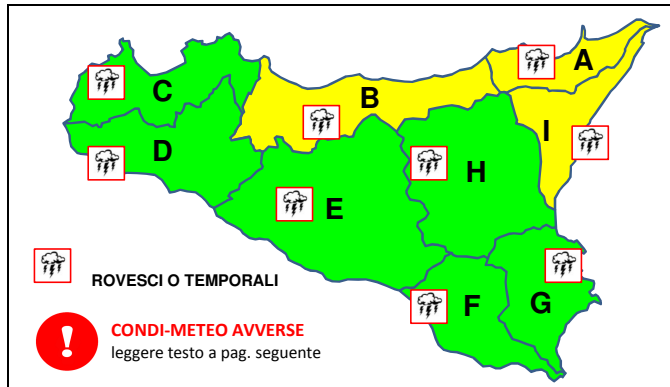 A
C
B
I
D
H
E
F
G
ROVESCI O TEMPORALI
!
CONDI-METEO AVVERSE
leggere testo a pag. seguente